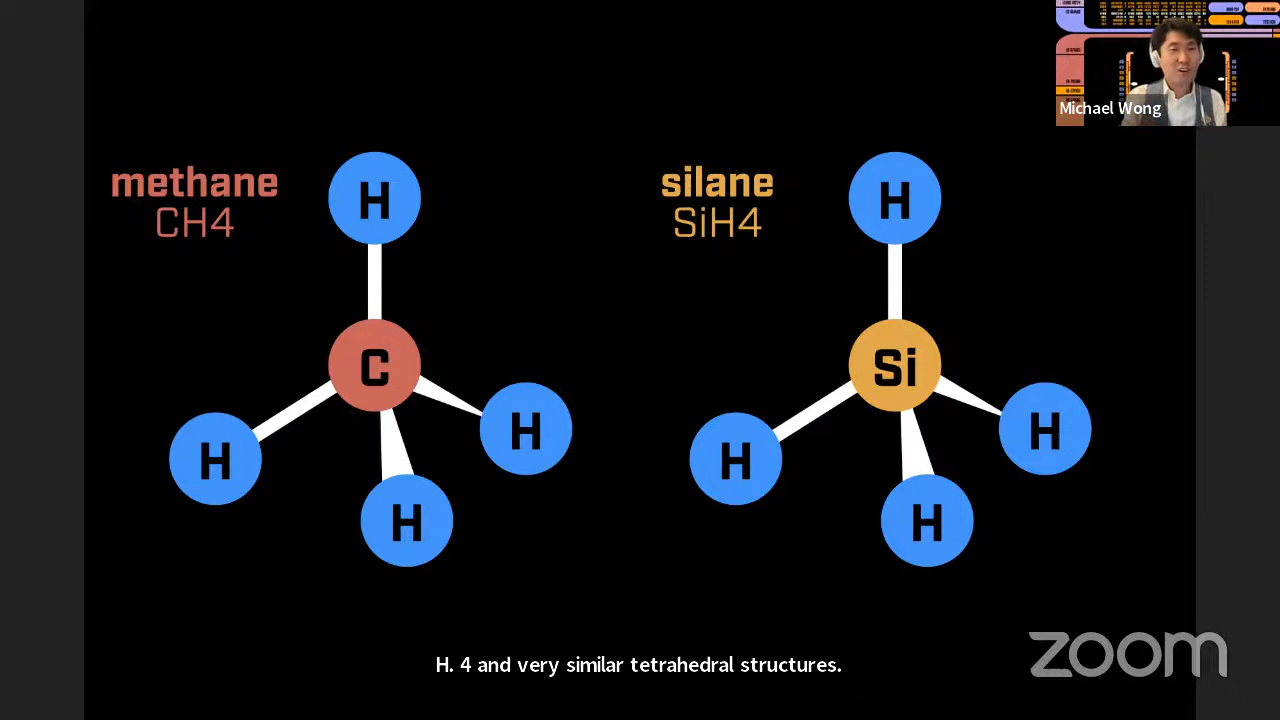 Michael Wong
methane
CH4
H
C
H
H
H
silane
SiH4
H
Si
H
H
H
H. 4 and very similar tetrahedral structures.
zoom